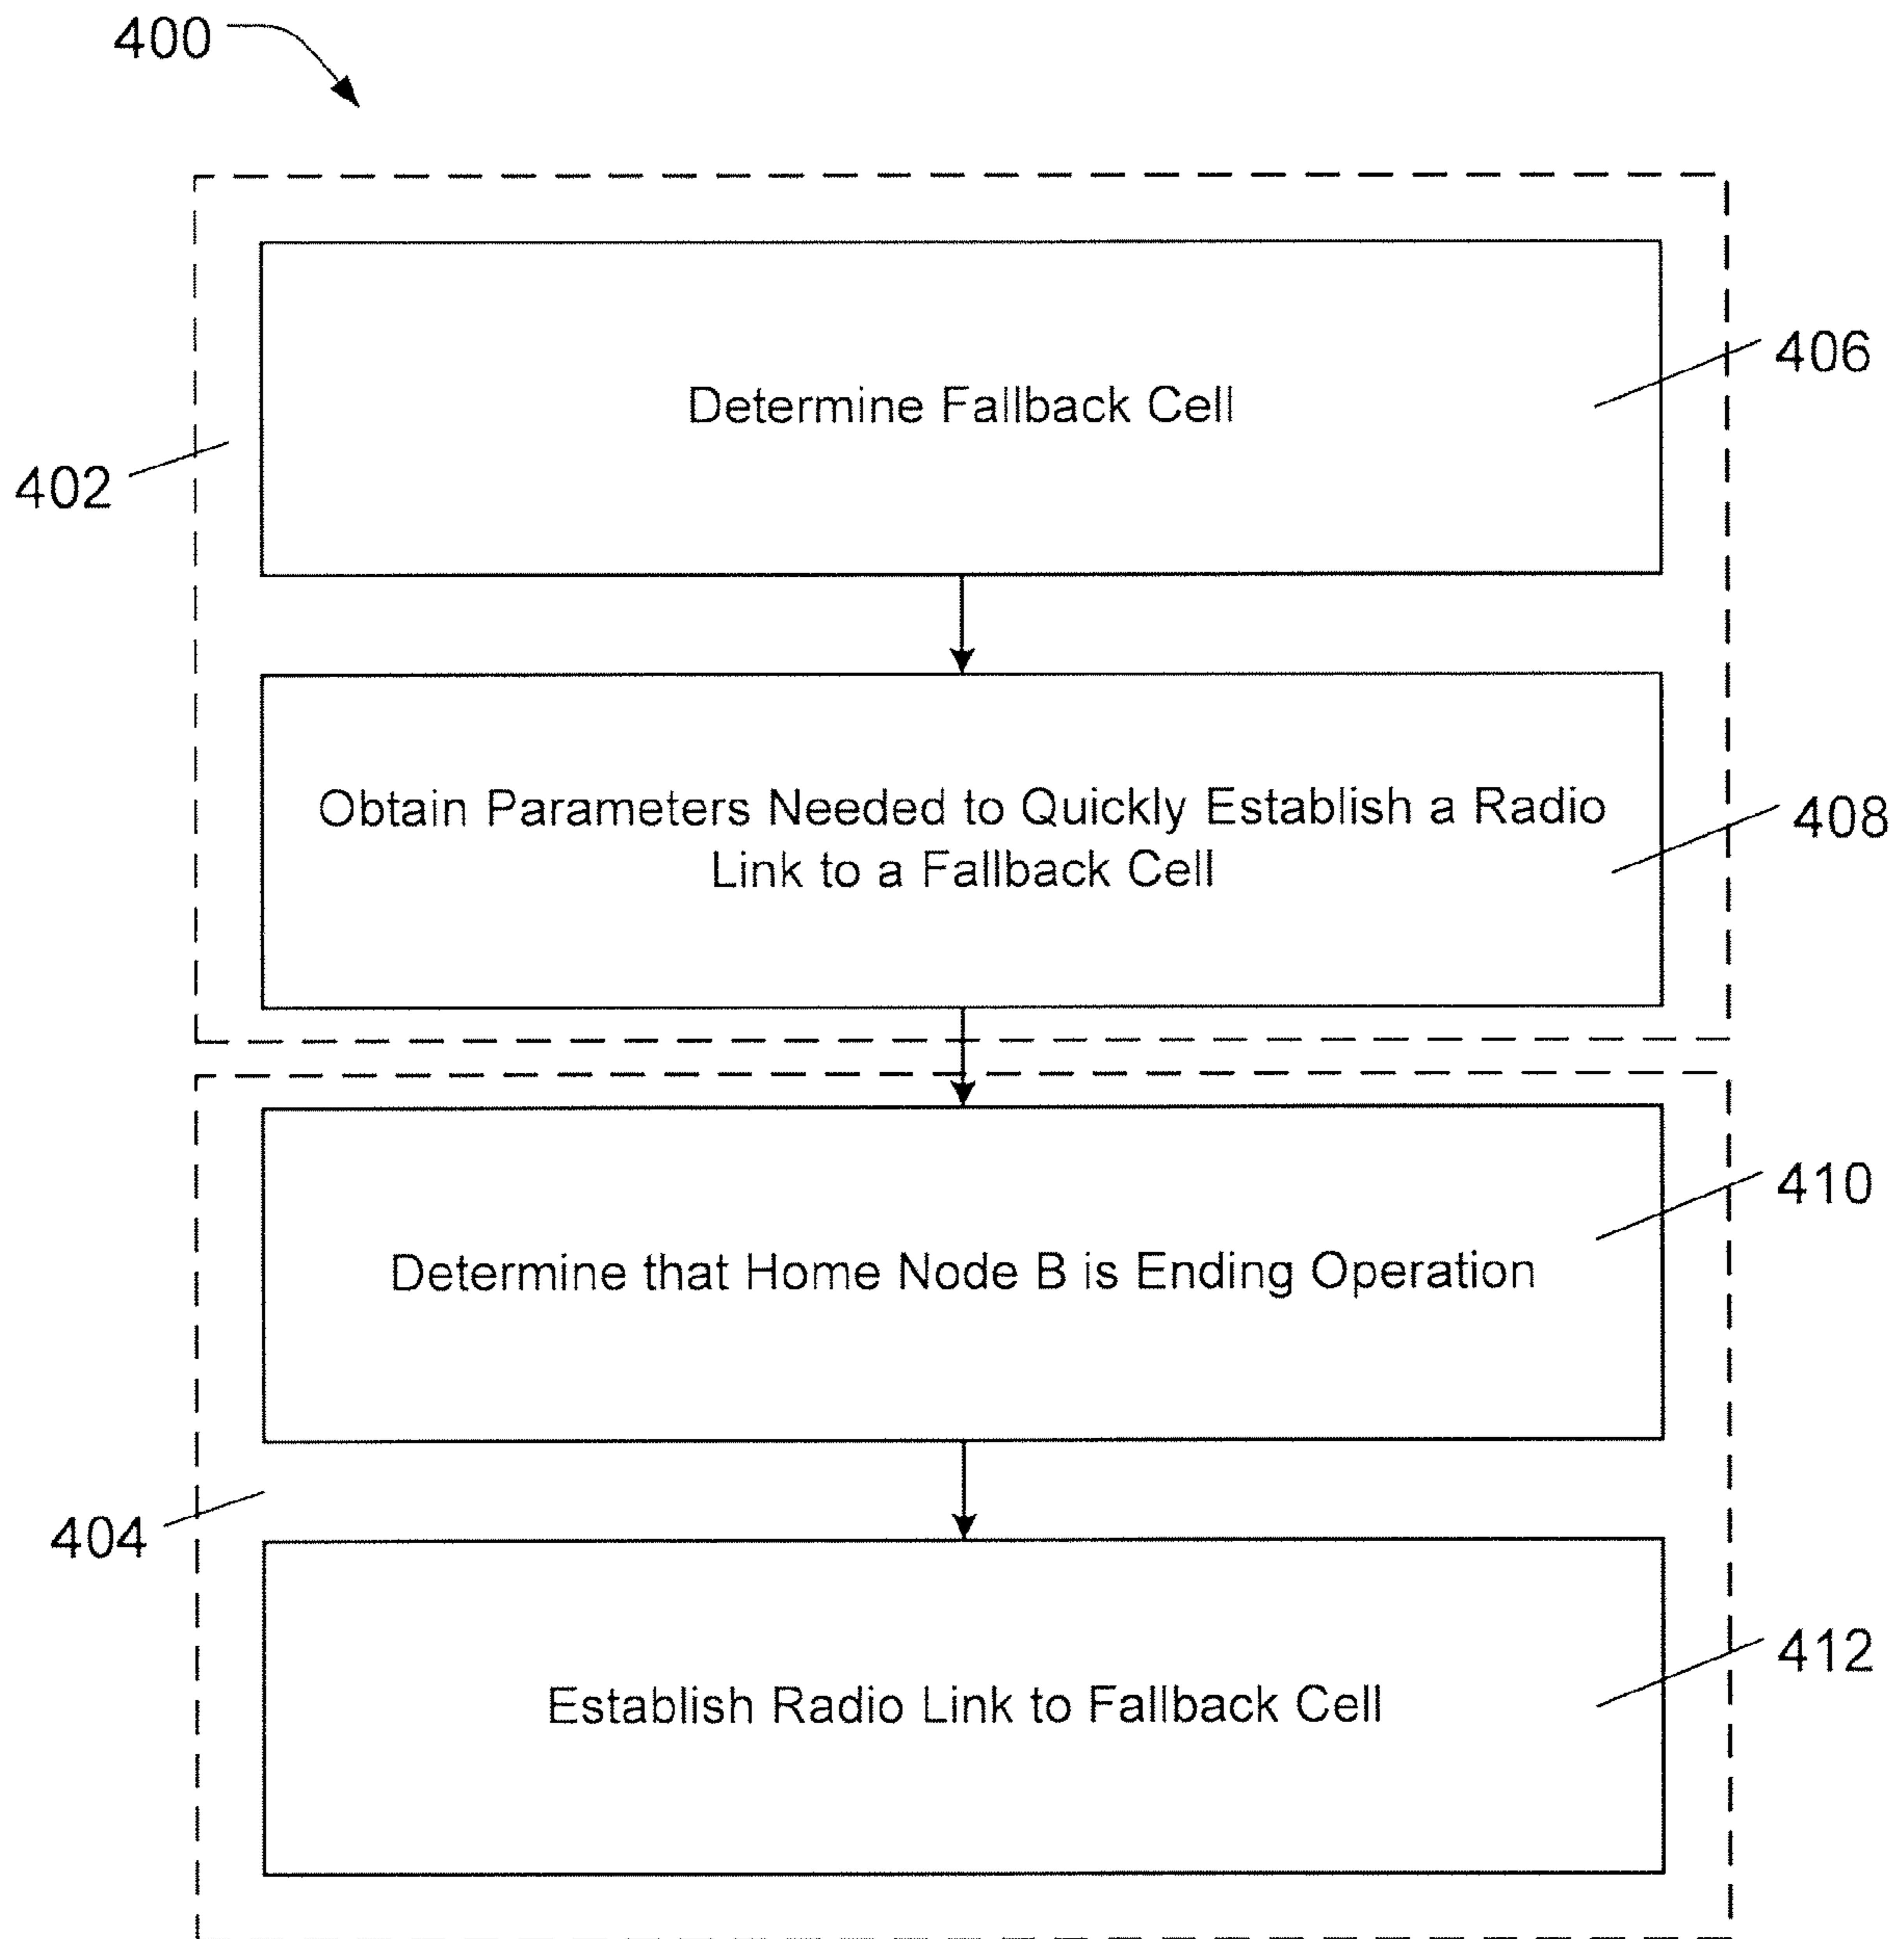 400
Determine Fallback Cell
406
402
Obtain Parameters Needed to Quickly Establish a Radio
Link to a Fallback Cell
408
Determine that Home Node B is Ending Operation
410
404
Establish Radio Link to Fallback Cell
412